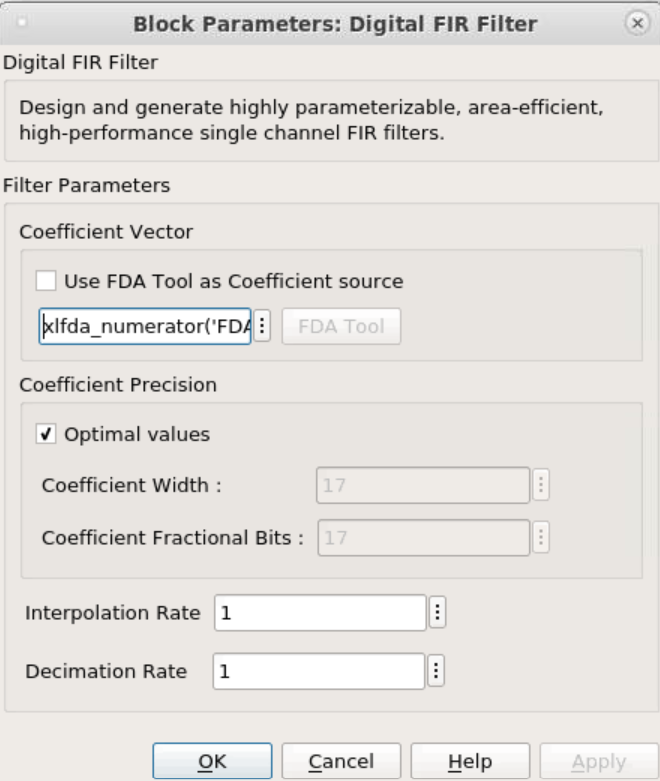 Block Parameters: Digital FIR Filter
Digital FIR Filter
Design and generate highly parameterizable, area-efficient,
high-performance single channel FIR filters.
Filter Parameters
Coefficient Vector
Use FDA Tool as Coefficient source
xlfda_numerator('FDA
FDA Tool
Coefficient Precision
Optimal values
Coefficient Width : 17
Coefficient Fractional Bits : 17
Interpolation Rate 1
Decimation Rate 1
OK Cancel Help Apply